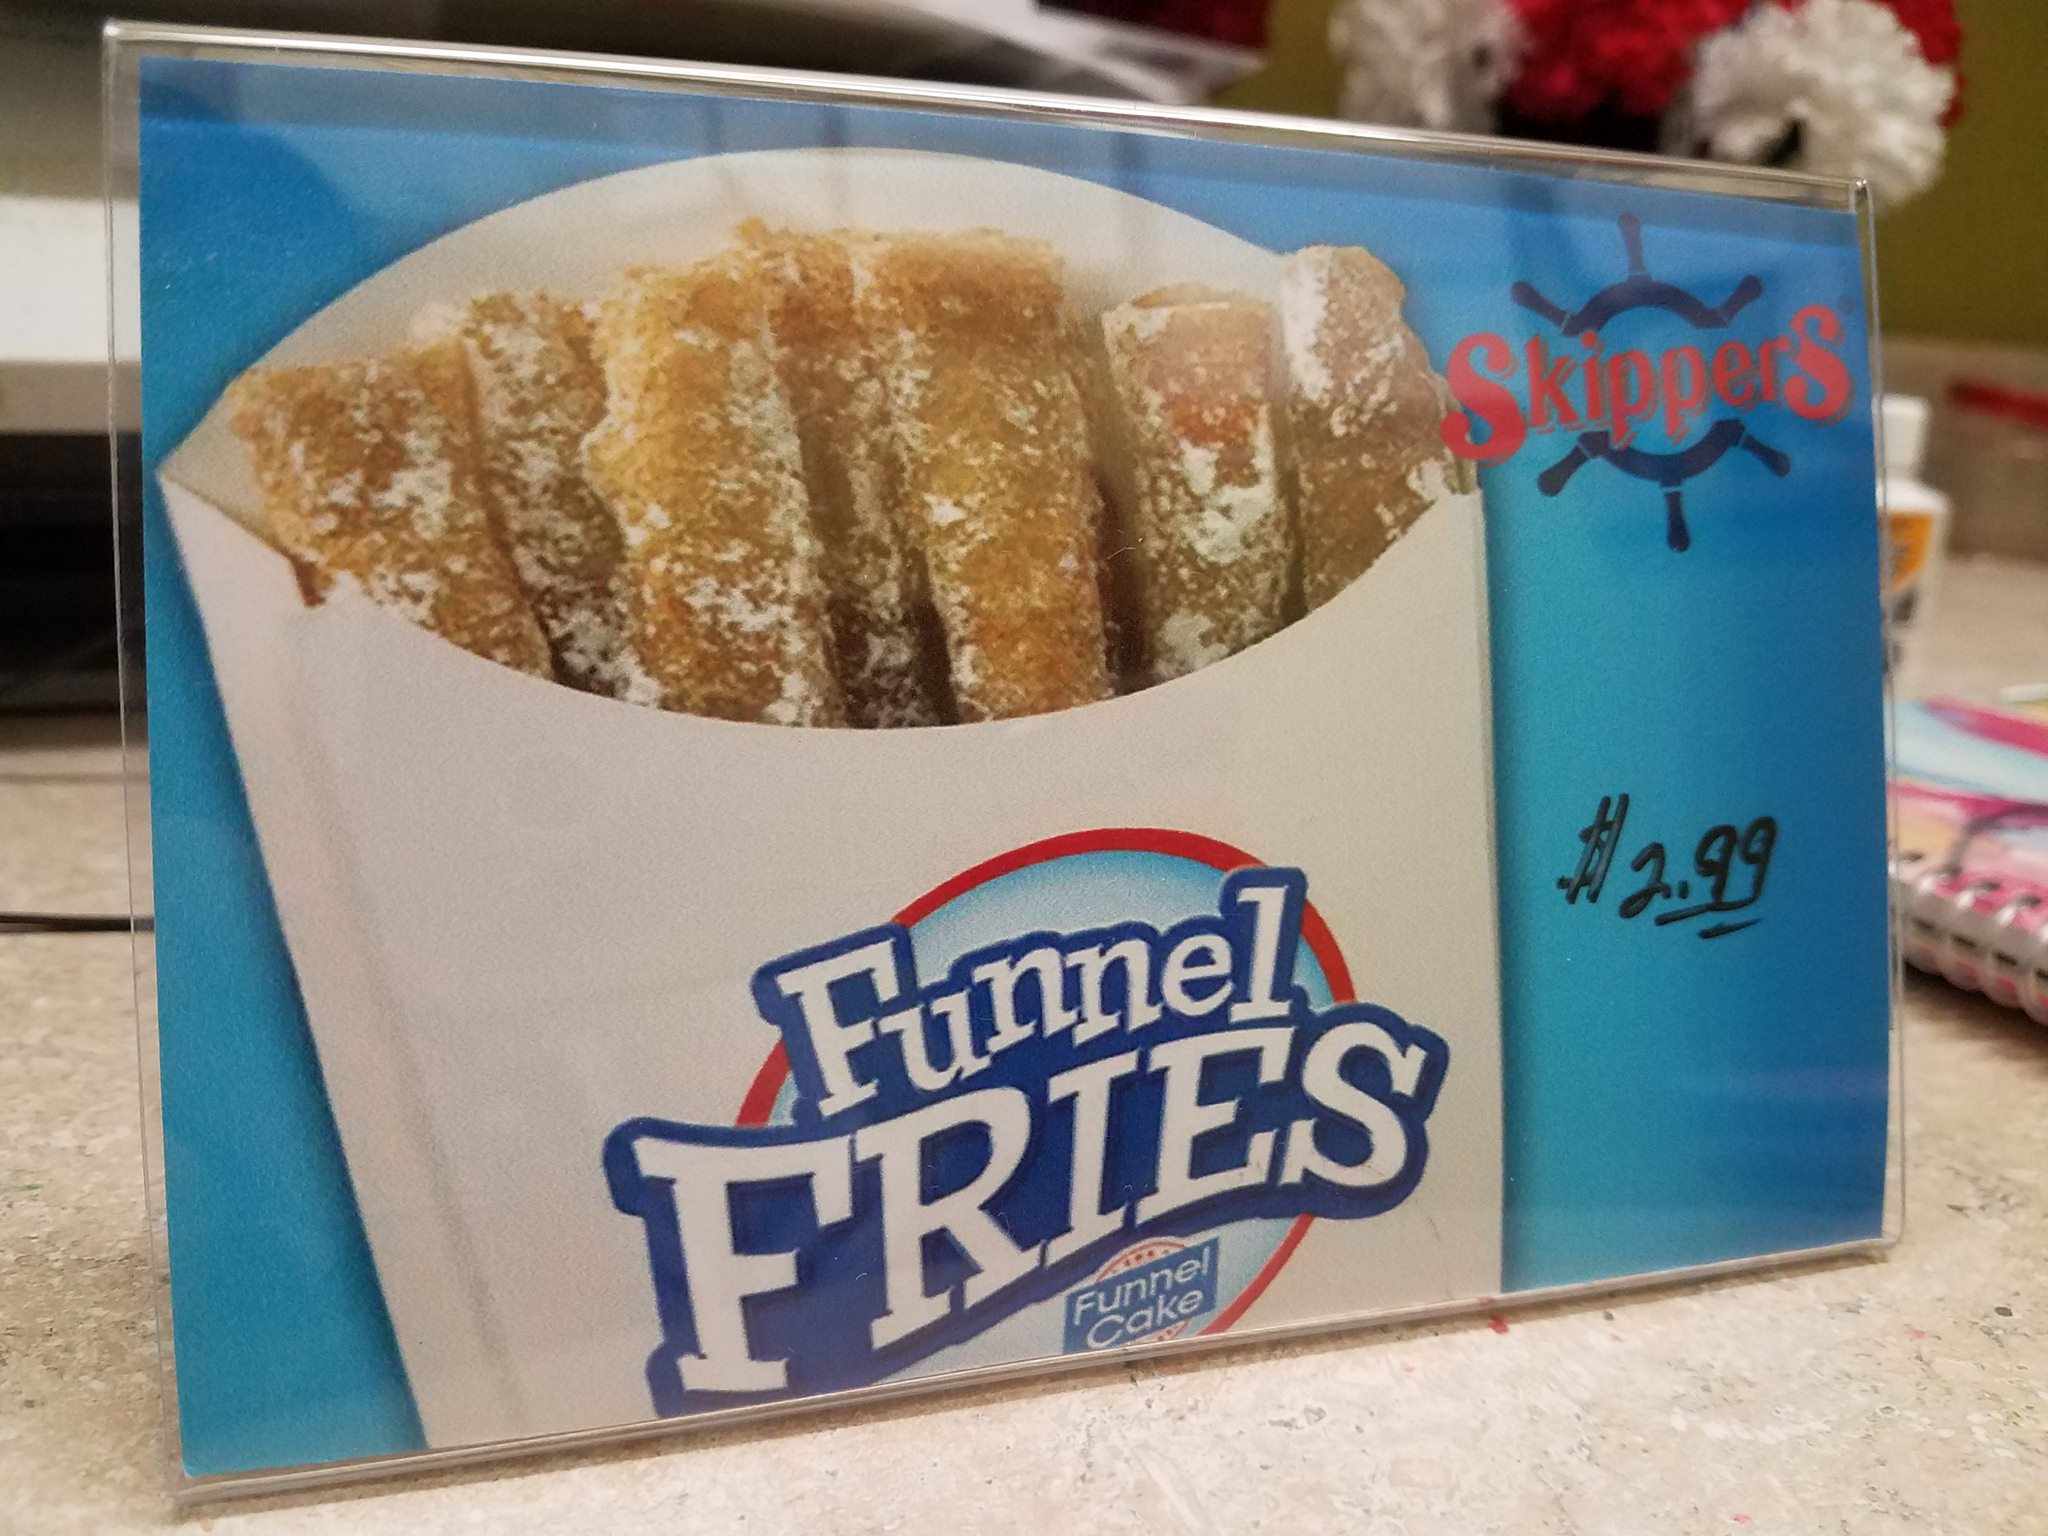 Skippers
$2.99
Funnel
FRIES
Funnel
Cake